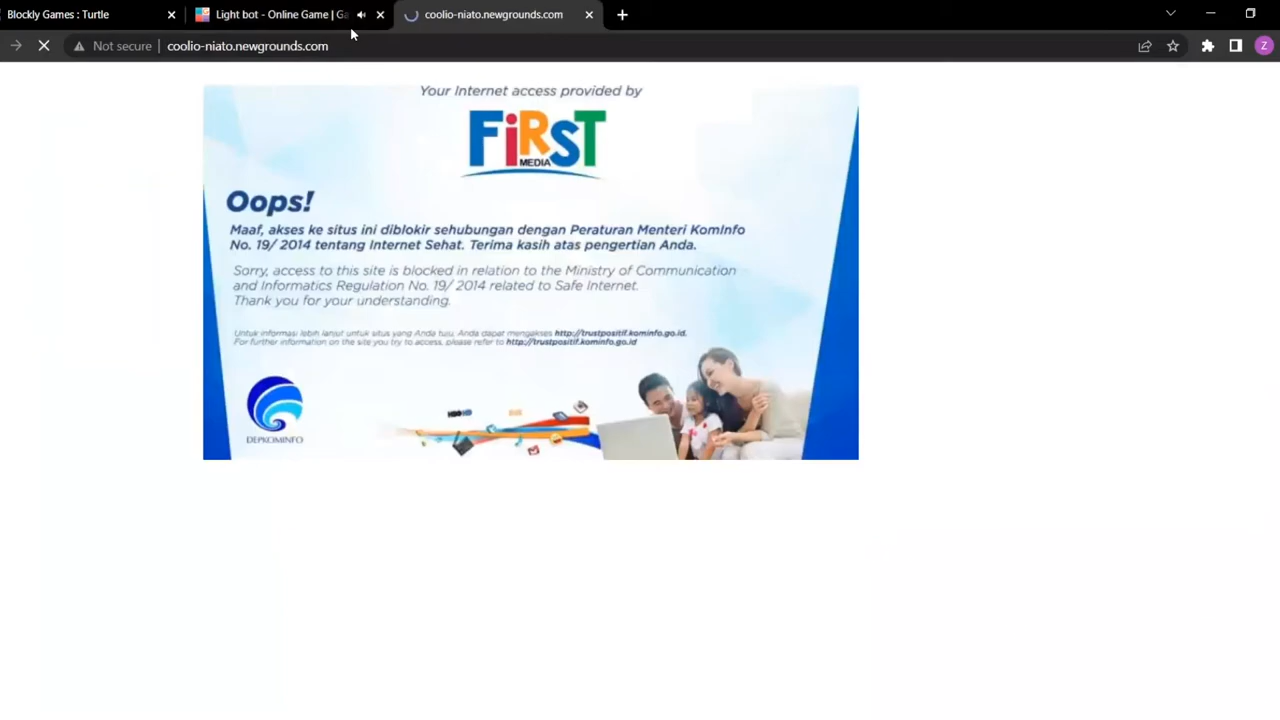 Blockly Games : Turtle
Light bot - Online Game | Ga
coolio-niato.newgrounds.com
Not secure
coolio-niato.newgrounds.com
Z
Your Internet access provided by
FiRST
MEDIA
Oops!
Maaf, akses ke situs ini diblokir sehubungan dengan Peraturan Menteri KomInfo
No. 19/ 2014 tentang Internet Sehat. Terima kasih atas pengertian Anda.
Sorry, access to this site is blocked in relation to the Ministry of Communication
and Informatics Regulation No. 19/ 2014 related to Safe Internet.
Thank you for your understanding.
Untuk informasi lebih lanjut untuk situs yang Anda tuju, Anda dapat mengakses http://trustpositif.kominfo.go.id.
For further information on the site you try to access, please refer to http://trustpositif.kominfo.go.id
DEPKOMINFO